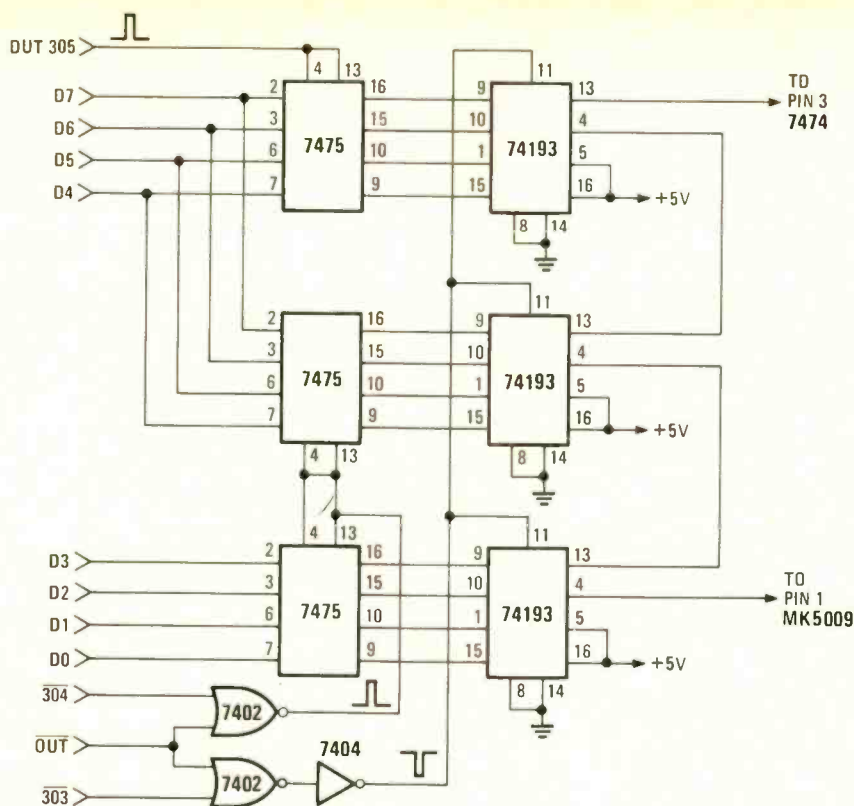 OUT 305
4 13
11
D7 2 16 9 13 TO PIN 3 7474
D6 3 15 10 4
7475 74193
D5 6 10 1 5
D4 7 9 15 16 +5V
8 14
11
2 16 9 13
3 15 10 4
7475 74193
6 10 1 5
7 9 15 16 +5V
4 13 8 14
4 13 11
D3 2 16 9 13
D2 3 15 10 4 TO PIN 1 MK5009
7475 74193
D1 6 10 1 5
D0 7 9 15 16 +5V
8 14
304
7402
OUT
7404
7402
303